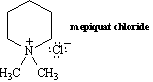 mepiquat chloride
N
+
Cl
−
H₃C
CH₃